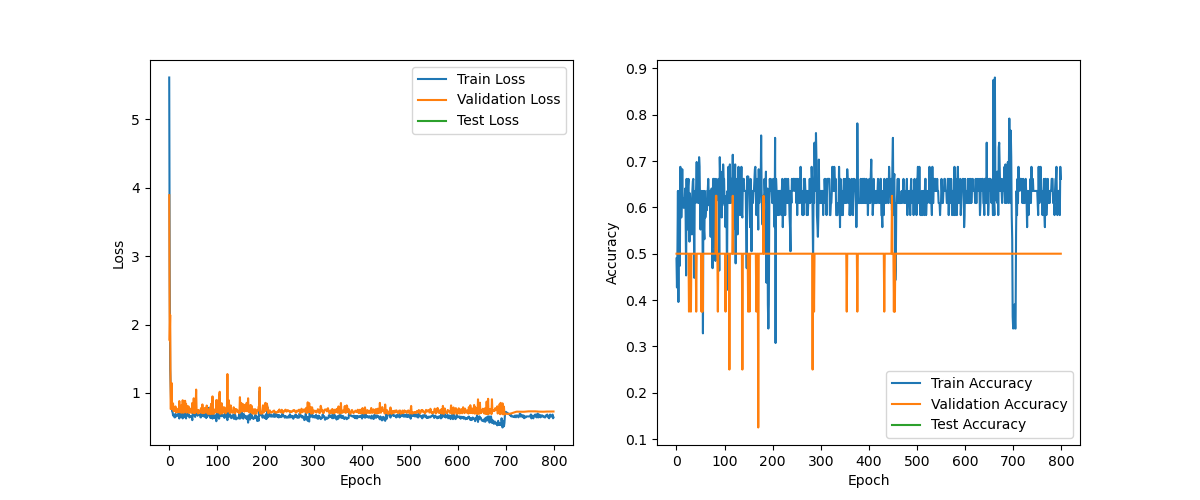 Train Loss
Validation Loss
Test Loss
5
4
3
2
1
Loss
0 100 200 300 400 500 600 700 800
Epoch
0.9
0.8
0.7
0.6
0.5
0.4
0.3
0.2
0.1
Accuracy
Train Accuracy
Validation Accuracy
Test Accuracy
0 100 200 300 400 500 600 700 800
Epoch